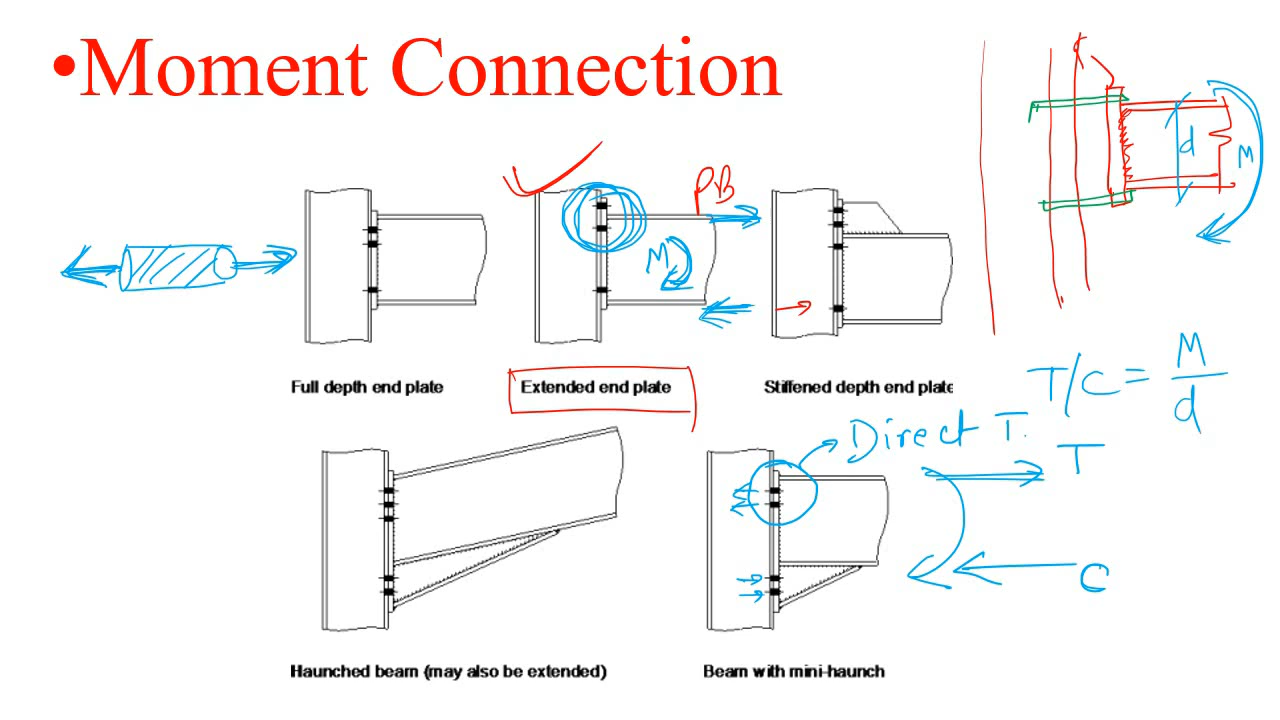 •Moment Connection
d
M
PB
M
Full depth end plate
Extended end plate
Stiffened depth end plate
T/C = M/d
Direct T.
T
C
Haunched beam (may also be extended)
Beam with mini-haunch